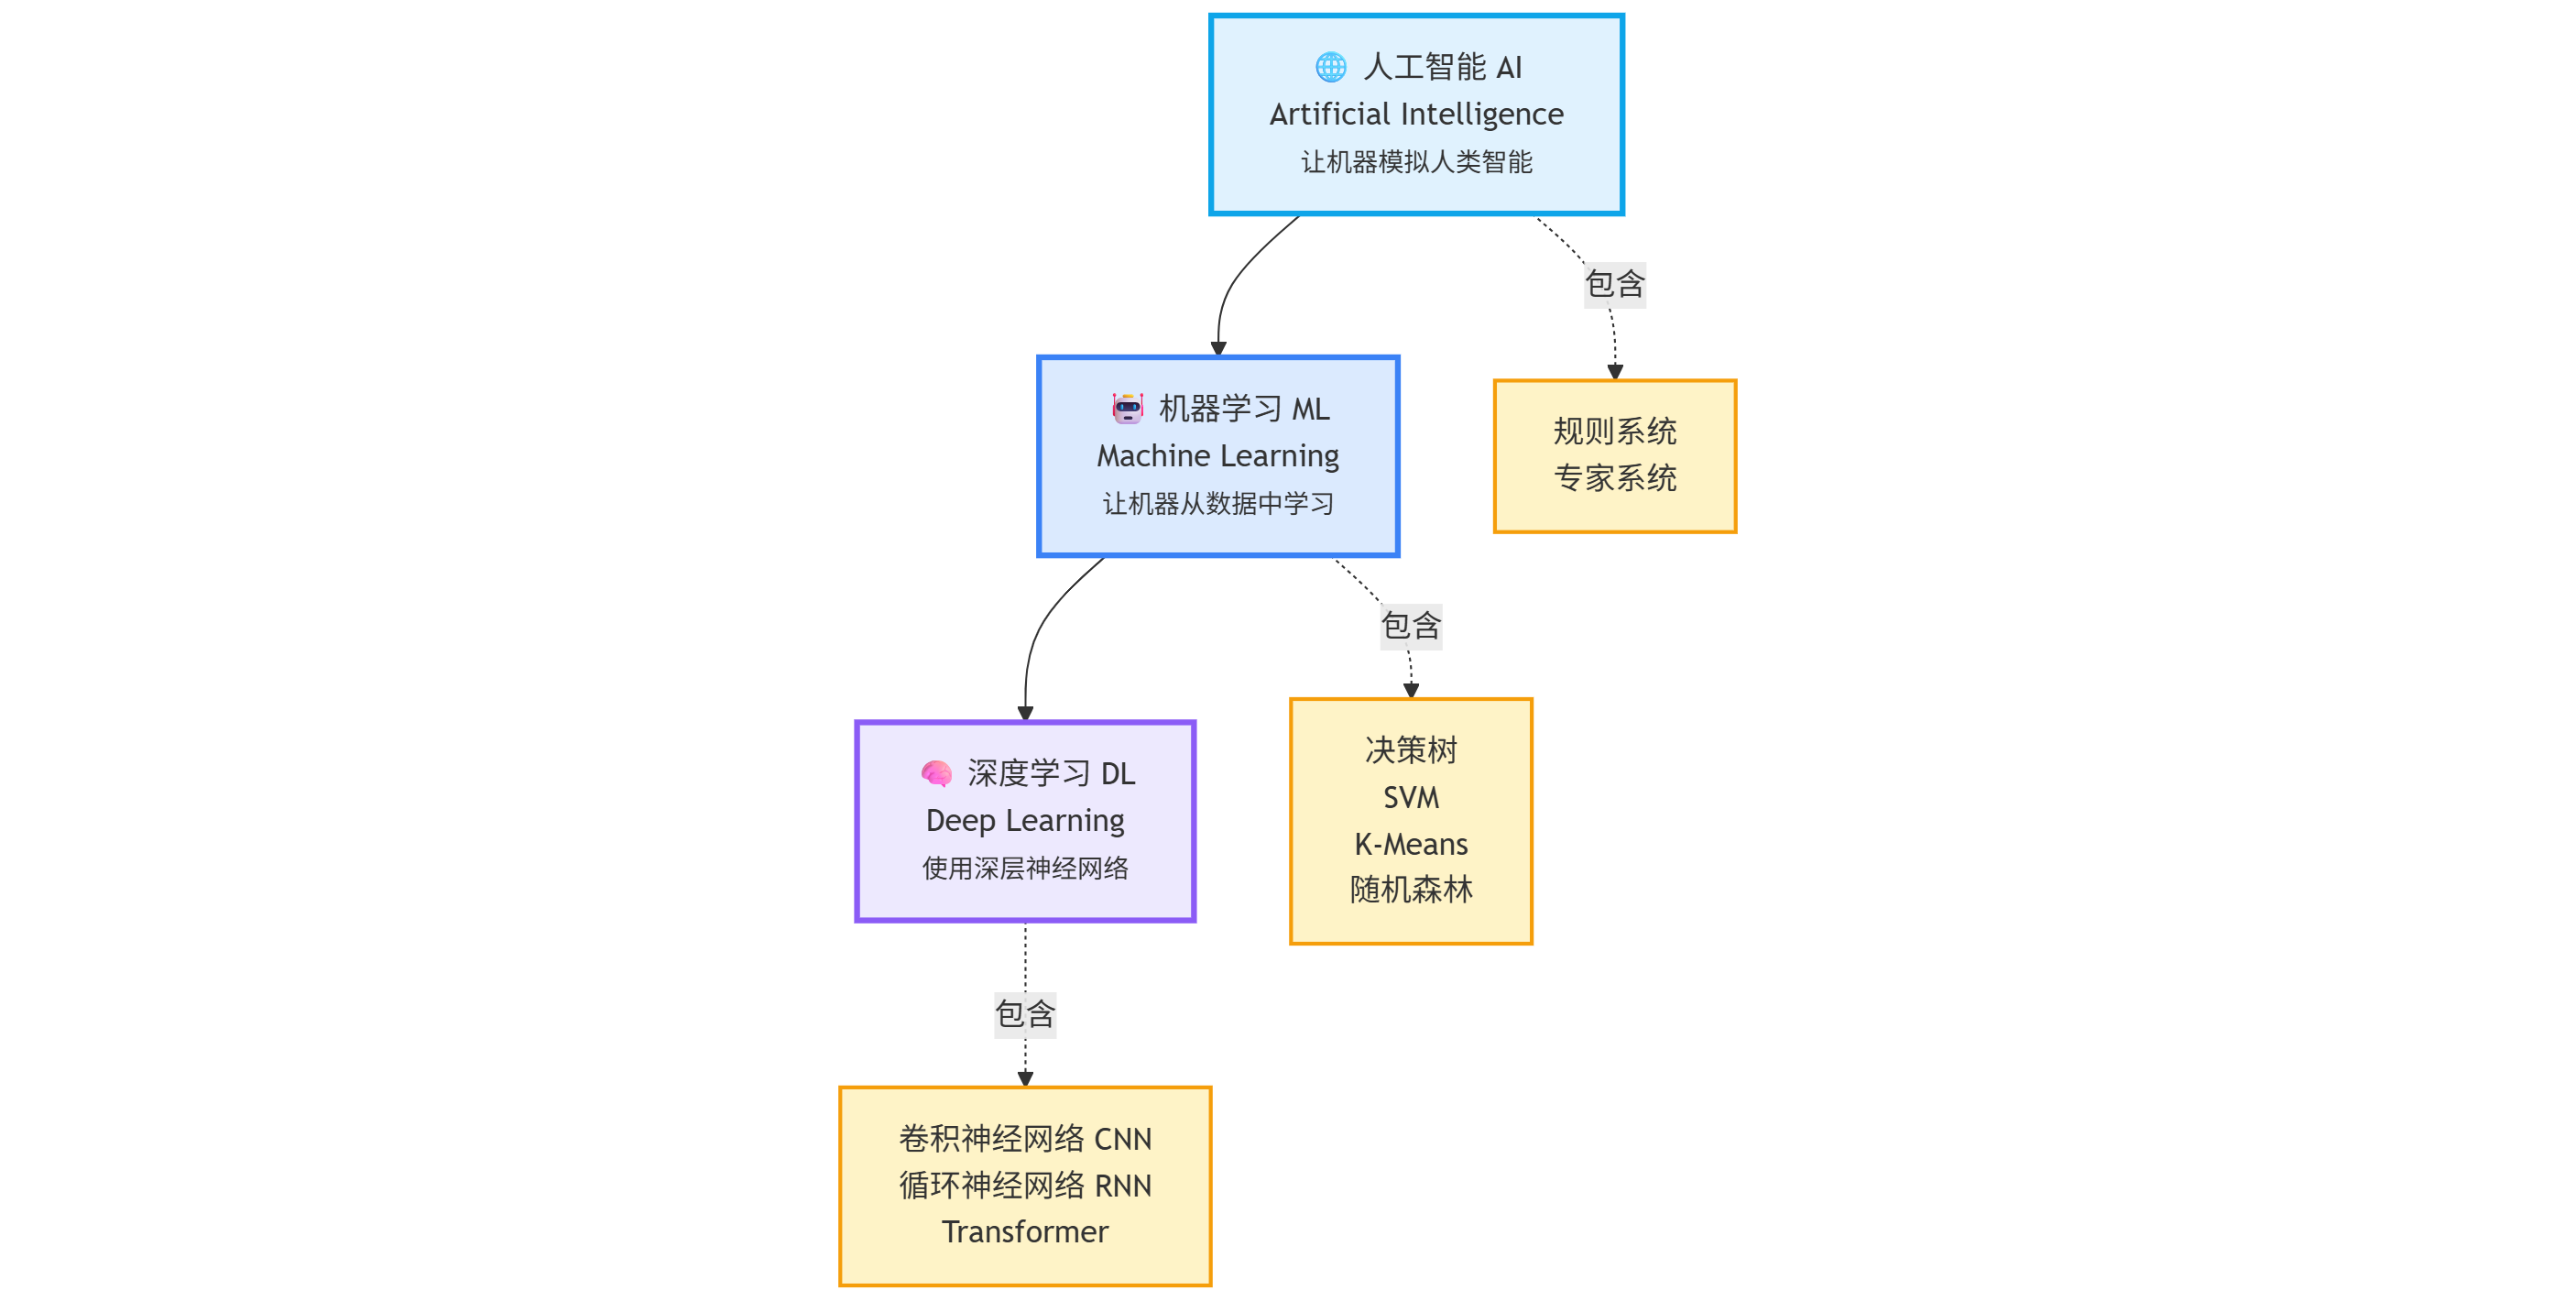 🌐 人工智能 AI
Artificial Intelligence
让机器模拟人类智能
包含
🤖 机器学习 ML
Machine Learning
让机器从数据中学习
规则系统
专家系统
包含
🧠 深度学习 DL
Deep Learning
使用深层神经网络
决策树
SVM
K-Means
随机森林
包含
卷积神经网络 CNN
循环神经网络 RNN
Transformer